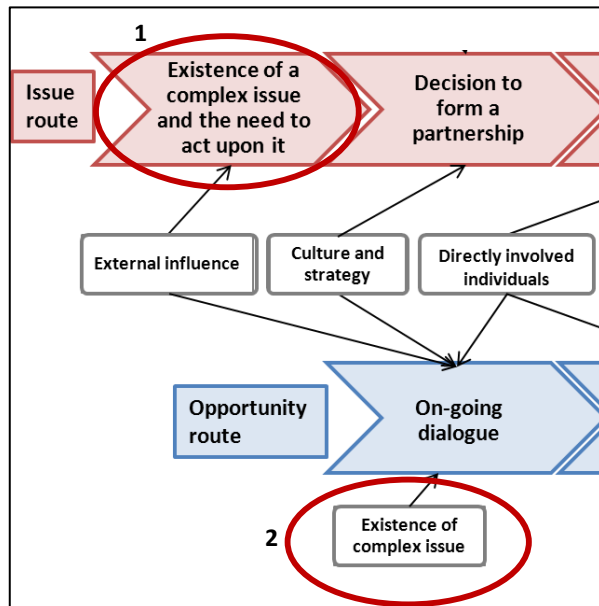 1
Issue
route
Existence of a
complex issue
and the need to
act upon it
Decision to
form a
partnership
External influence
Culture and
strategy
Directly involved
individuals
Opportunity
route
On-going
dialogue
2
Existence of
complex issue